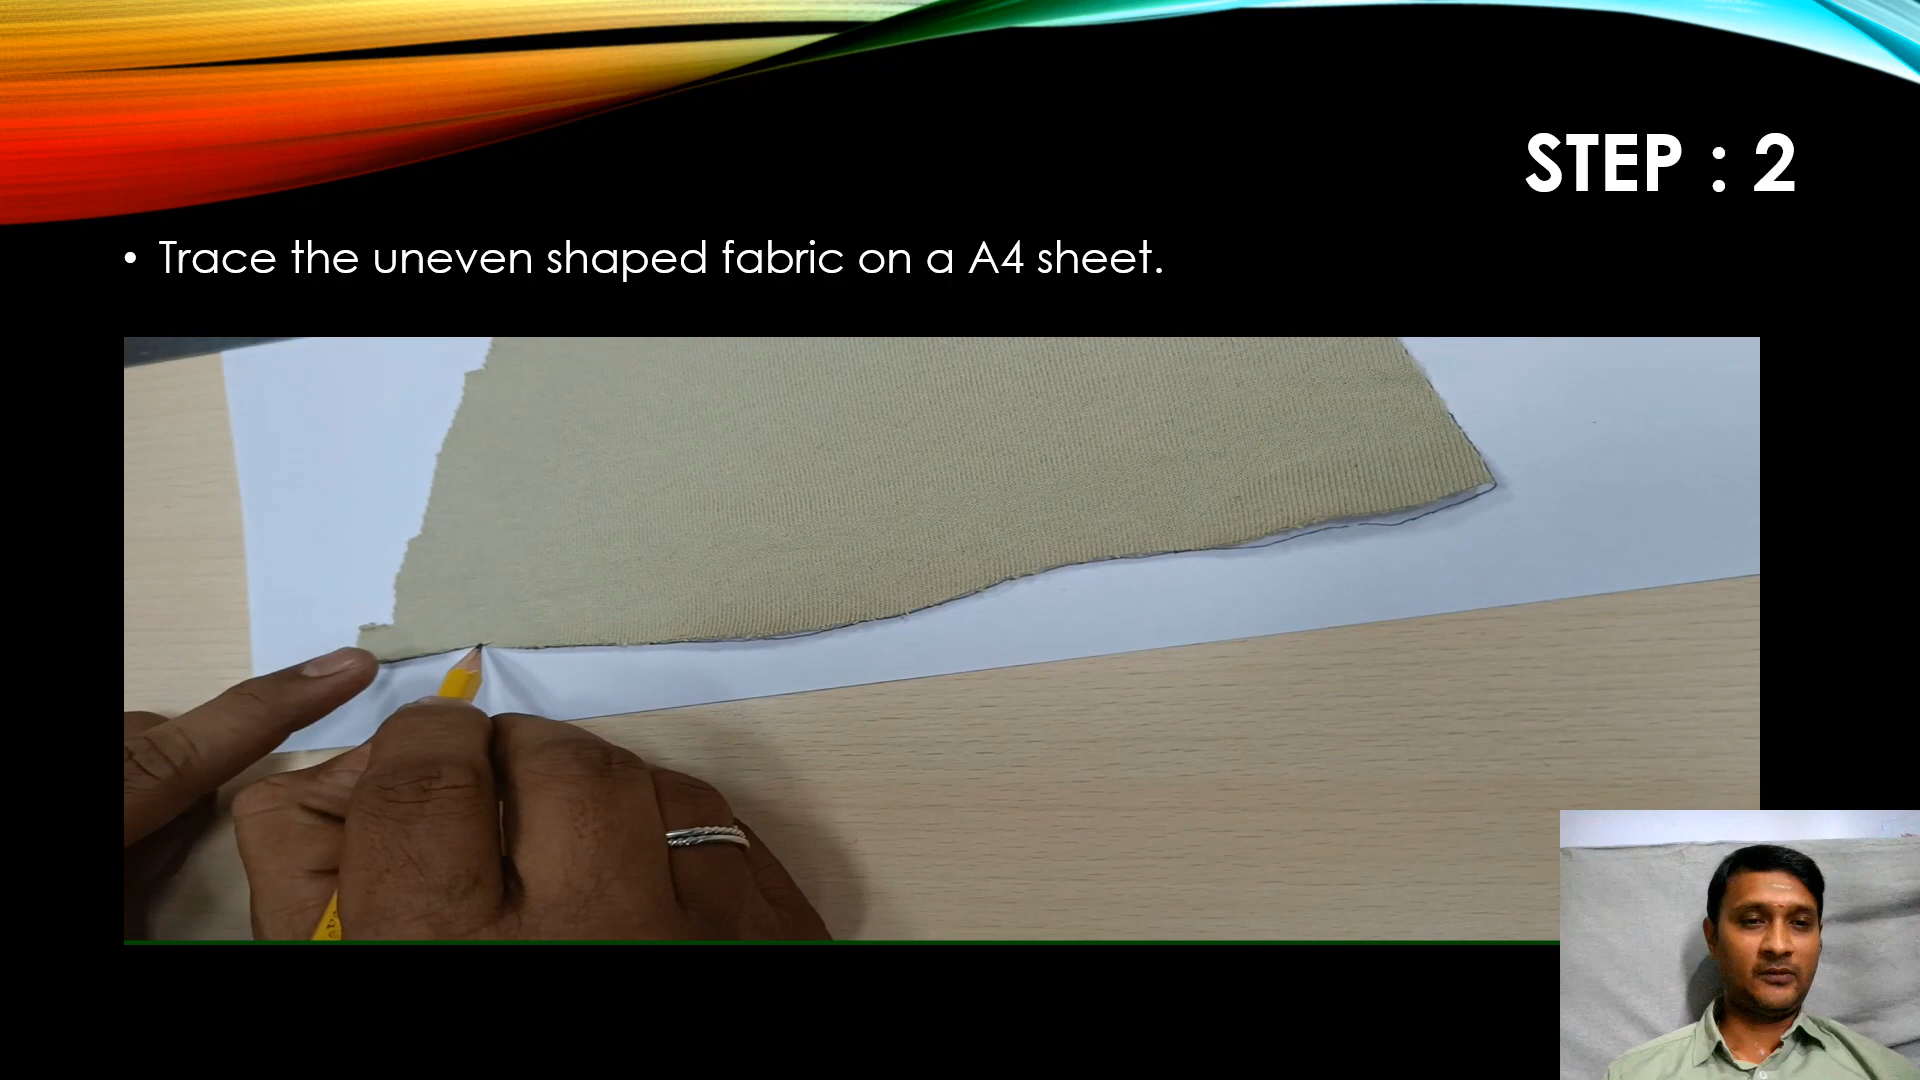 STEP : 2
• Trace the uneven shaped fabric on a A4 sheet.